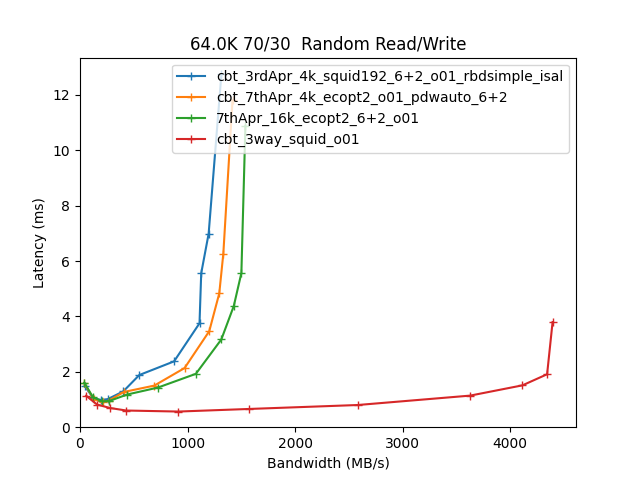 64.0K 70/30  Random Read/Write
cbt_3rdApr_4k_squid192_6+2_o01_rbdsimple_isal
cbt_7thApr_4k_ecopt2_o01_pdwauto_6+2
7thApr_16k_ecopt2_6+2_o01
cbt_3way_squid_o01
12
10
8
6
4
2
0
Latency (ms)
0 1000 2000 3000 4000
Bandwidth (MB/s)